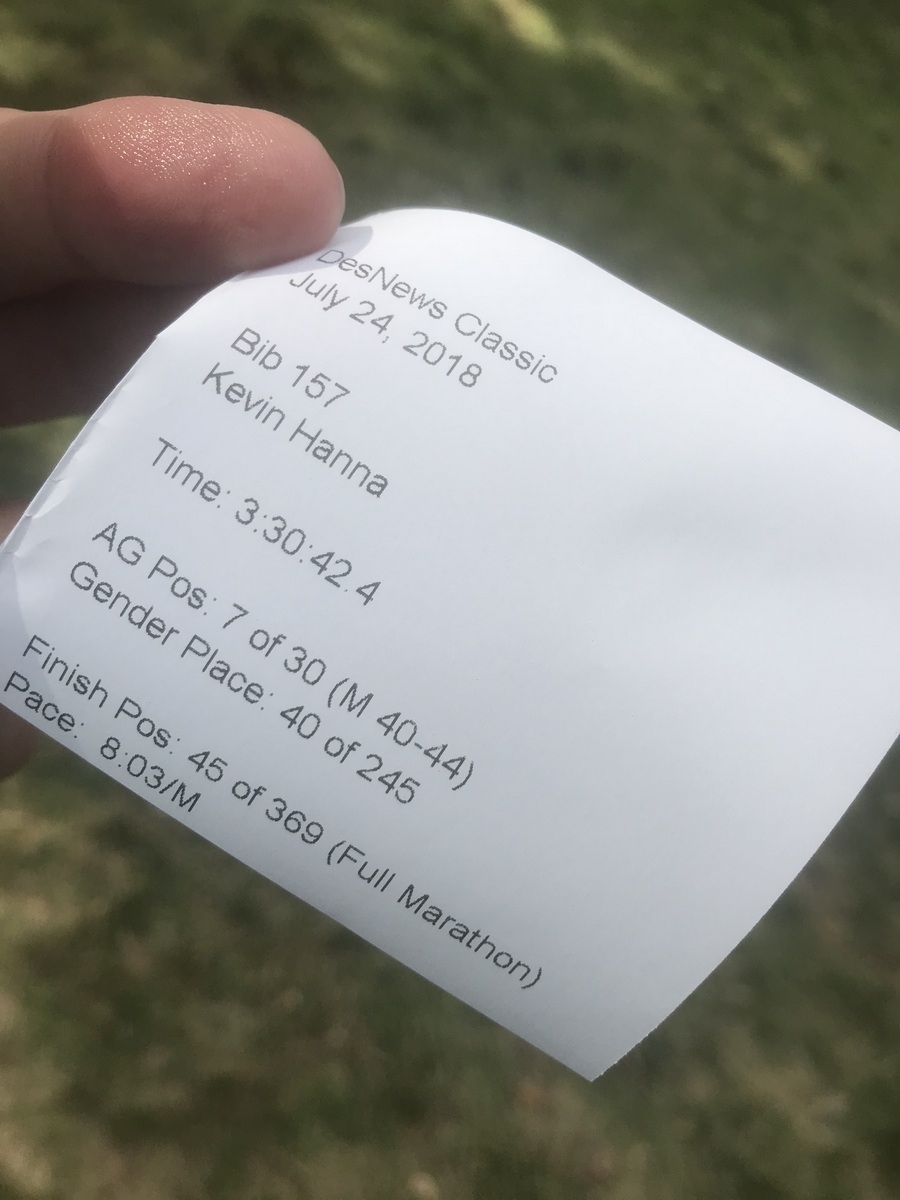 DesNews Classic
July 24, 2018
Bib 157
Kevin Hanna
Time: 3:30:42.4
AG Pos: 7 of 30 (M 40-44)
Gender Place: 40 of 245
Finish Pos: 45 of 369 (Full Marathon)
Pace: 8:03/M